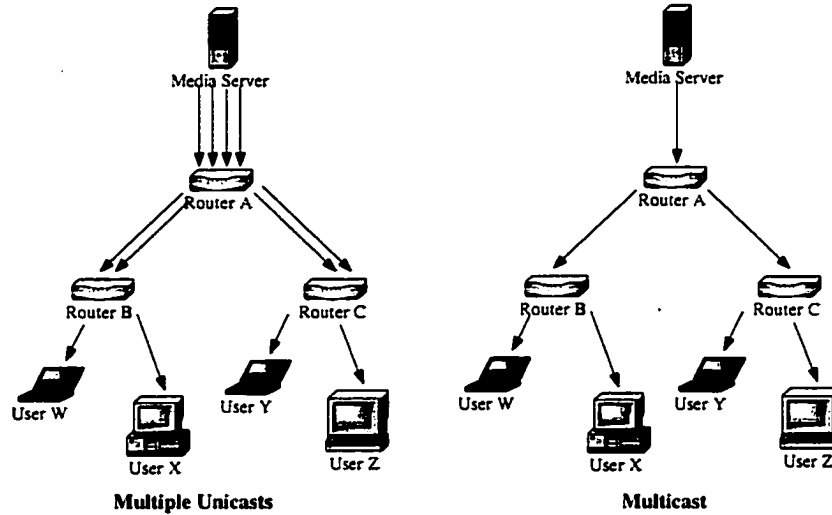 Media Server
Router A
Router B
Router C
User W
User Y
User X
User Z
Multiple Unicasts
Media Server
Router A
Router B
Router C
User W
User Y
User X
User Z
Multicast